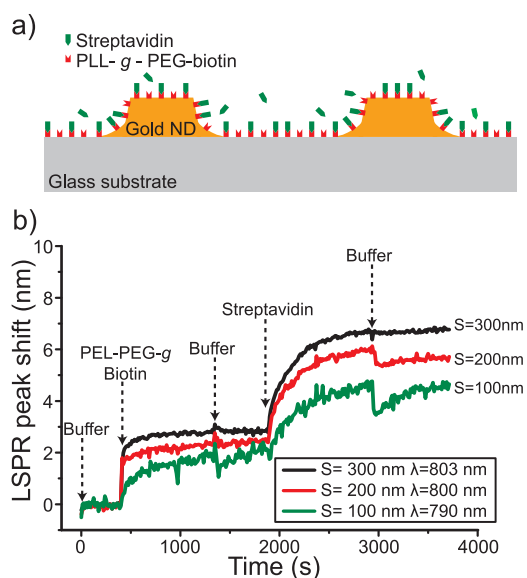 a)
Streptavidin
PLL- g - PEG-biotin
Gold ND
Glass substrate
b)
LSPR peak shift (nm)
10
8
6
4
2
0
Buffer
PEL-PEG-g
Biotin
Buffer
Streptavidin
Buffer
S=300nm
S=200nm
S=100nm
S= 300 nm λ=803 nm
S= 200 nm λ=800 nm
S= 100 nm λ=790 nm
0 1000 2000 3000 4000
Time (s)